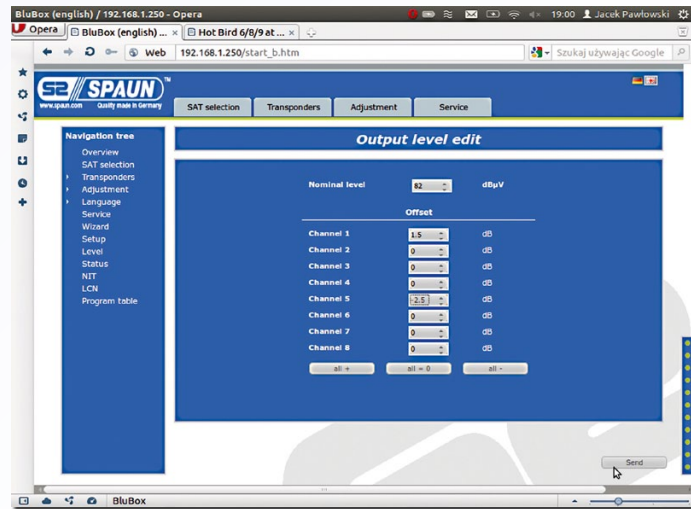 BluBox (english) / 192.168.1.250 - Opera
19:00 Jacek Pawłowski
Opera
BluBox (english) ... ×
Hot Bird 6/8/9 at ... ×
Web 192.168.1.250/start_b.htm Szukaj używając Google
S2 SPAUN™
www.spaun.com Quality made in Germany
SAT selection Transponders Adjustment Service
Navigation tree
Overview
SAT selection
Transponders
Adjustment
Language
Service
Wizard
Setup
Level
Status
NIT
LCN
Program table
Output level edit
Nominal level 82 dBµV
Offset
Channel 1 1.5 dB
Channel 2 0 dB
Channel 3 0 dB
Channel 4 0 dB
Channel 5 -2.5 dB
Channel 6 0 dB
Channel 7 0 dB
Channel 8 0 dB
all + all = 0 all -
Send
BluBox